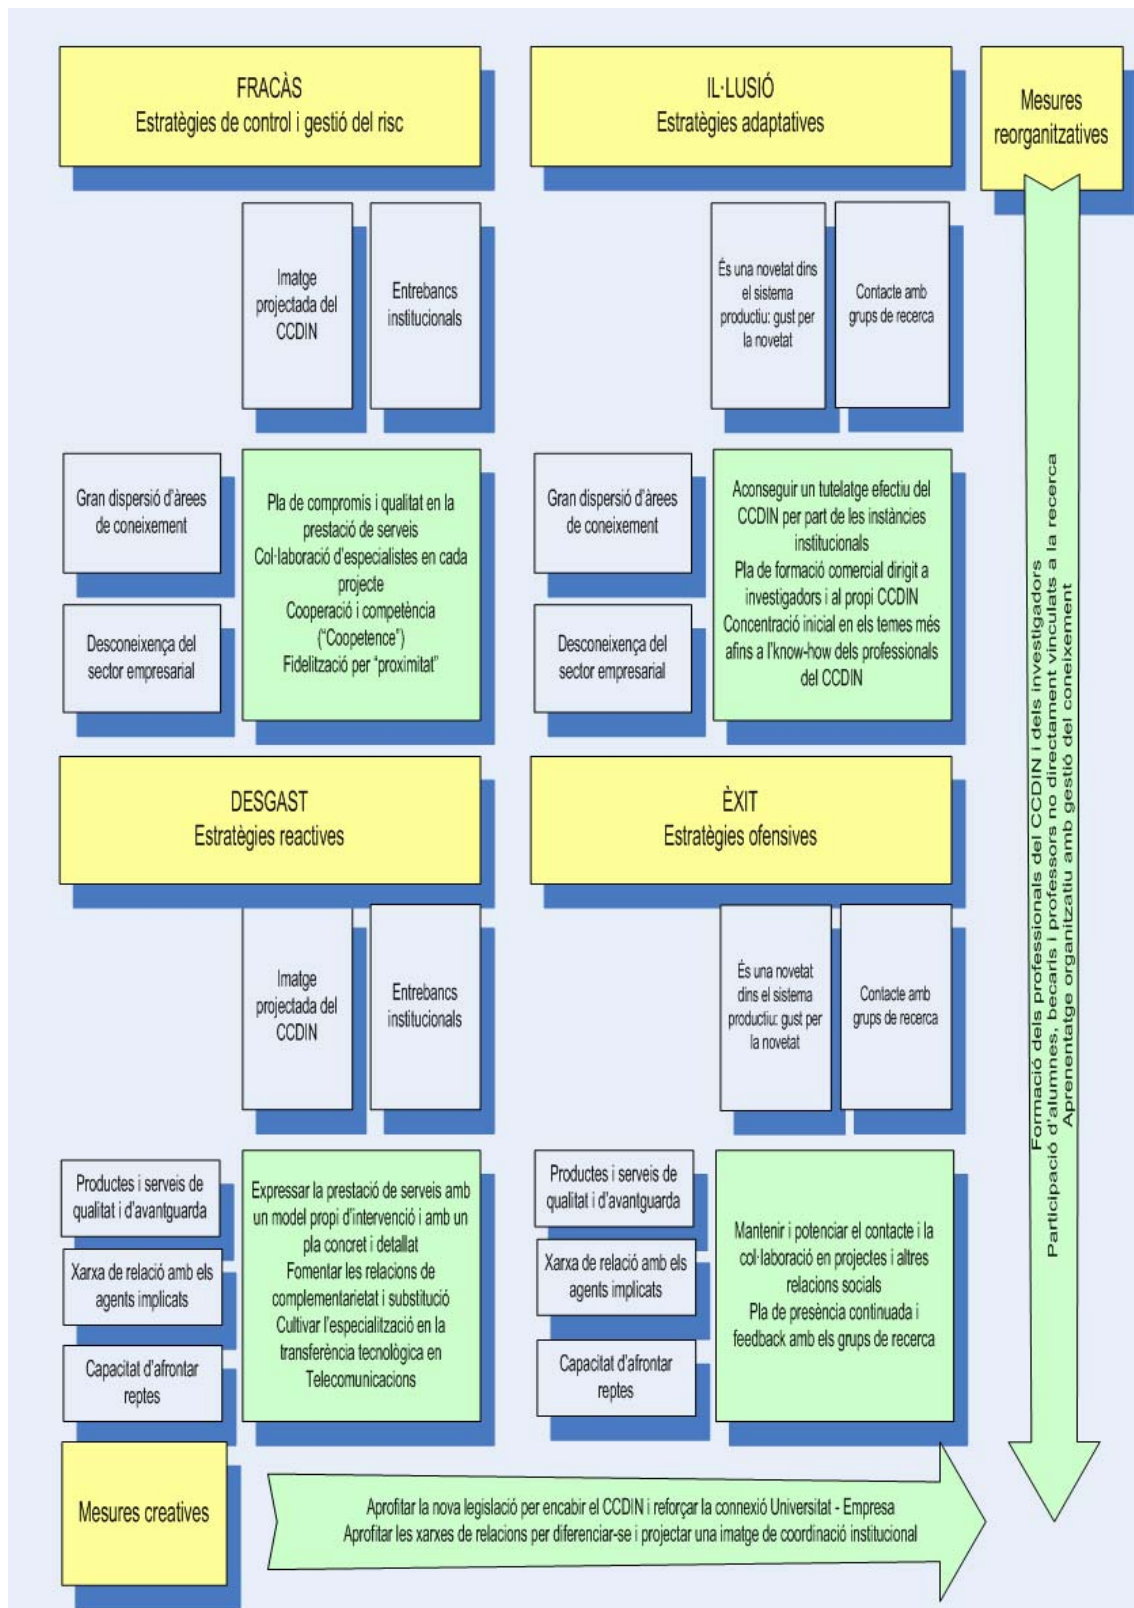 FRACÀS
Estratègies de control i gestió del risc
IL·LUSIÓ
Estratègies adaptatives
Mesures
reorganitzatives
Imatge
projectada del
CCDIN
Entrebancs
institucionals
És una novetat dins
el sistema
productiu: gust per
la novetat
Contacte amb
grups de recerca
Gran dispersió d'àrees
de coneixement
Desconeixença del
sector empresarial
Pla de compromís i qualitat en la
prestació de serveis
Col·laboració d'especialistes en cada
projecte
Cooperació i competència
("Coopetence")
Fidelització per "proximitat"
Gran dispersió d'àrees
de coneixement
Desconeixença del
sector empresarial
Aconseguir un tutelatge efectiu del
CCDIN per part de les instàncies
institucionals
Pla de formació comercial dirigit a
investigadors i al propi CCDIN
Concentració inicial en els temes més
afins a l'know-how dels professionals
del CCDIN
DESGAST
Estratègies reactives
ÈXIT
Estratègies ofensives
Imatge
projectada del
CCDIN
Entrebancs
institucionals
És una novetat
dins el sistema
productiu: gust per
la novetat
Contacte amb
grups de recerca
Productes i serveis de
qualitat i d'avantguarda
Xarxa de relació amb els
agents implicats
Capacitat d'afrontar
reptes
Expressar la prestació de serveis amb
un model propi d'intervenció i amb un
pla concret i detallat
Fomentar les relacions de
complementarietat i substitució
Cultivar l'especialització en la
transferència tecnològica en
Telecomunicacions
Productes i serveis de
qualitat i d'avantguarda
Xarxa de relació amb els
agents implicats
Capacitat d'afrontar
reptes
Mantenir i potenciar el contacte i la
col·laboració en projectes i altres
relacions socials
Pla de presència continuada i
feedback amb els grups de recerca
Formació dels professionals del CCDIN i dels investigadors
Participació d'alumnes, becaris i professors no directament vinculats a la recerca
Aprenentatge organitzatiu amb gestió del coneixement
Mesures creatives
Aprofitar la nova legislació per encabir el CCDIN i reforçar la connexió Universitat - Empresa
Aprofitar les xarxes de relacions per diferenciar-se i projectar una imatge de coordinació institucional